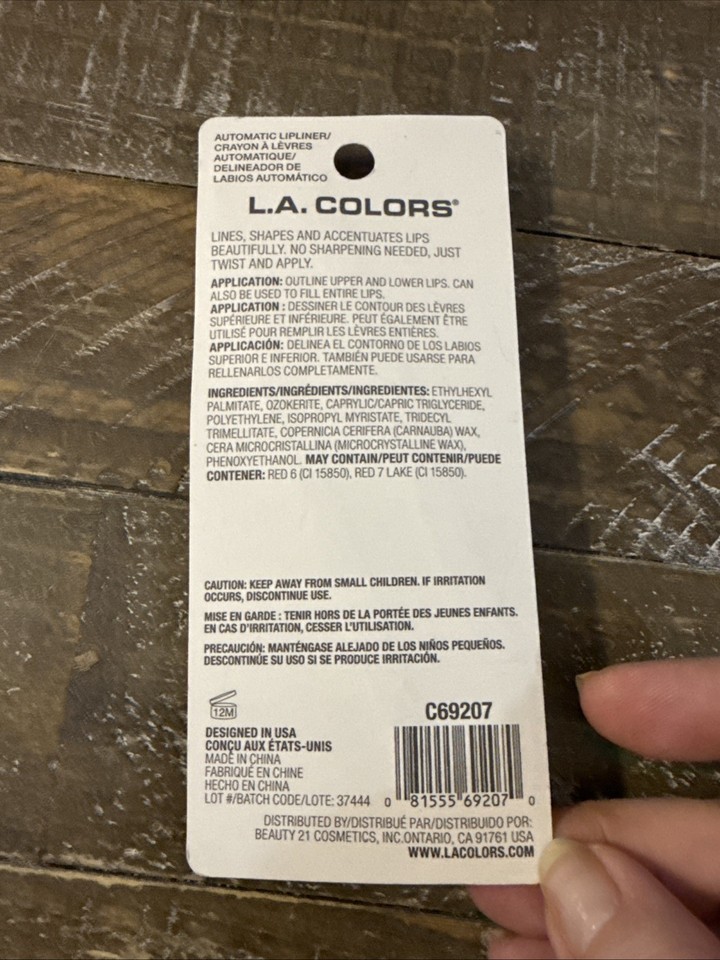 AUTOMATIC LIPLINER/
CRAYON À LÈVRES
AUTOMATIQUE/
DELINEADOR DE
LABIOS AUTOMÁTICO
L.A. COLORS®
LINES, SHAPES AND ACCENTUATES LIPS
BEAUTIFULLY. NO SHARPENING NEEDED, JUST
TWIST AND APPLY.
APPLICATION: OUTLINE UPPER AND LOWER LIPS. CAN
ALSO BE USED TO FILL ENTIRE LIPS.
APPLICATION : DESSINER LE CONTOUR DES LÈVRES
SUPÉRIEURE ET INFÉRIEURE. PEUT ÉGALEMENT ÊTRE
UTILISÉ POUR REMPLIR LES LÈVRES ENTIÈRES.
APPLICACIÓN: DELINEA EL CONTORNO DE LOS LABIOS
SUPERIOR E INFERIOR. TAMBIÉN PUEDE USARSE PARA
RELLENARLOS COMPLETAMENTE.
INGREDIENTS/INGRÉDIENTS/INGREDIENTES: ETHYLHEXYL
PALMITATE, OZOKERITE, CAPRYLIC/CAPRIC TRIGLYCERIDE,
POLYETHYLENE, ISOPROPYL MYRISTATE, TRIDECYL
TRIMELLITATE, COPERNICIA CERIFERA (CARNAUBA) WAX,
CERA MICROCRISTALLINA (MICROCRYSTALLINE WAX),
PHENOXYETHANOL. MAY CONTAIN/PEUT CONTENIR/PUEDE
CONTENER: RED 6 (CI 15850), RED 7 LAKE (CI 15850).
CAUTION: KEEP AWAY FROM SMALL CHILDREN. IF IRRITATION
OCCURS, DISCONTINUE USE.
MISE EN GARDE : TENIR HORS DE LA PORTÉE DES JEUNES ENFANTS.
EN CAS D'IRRITATION, CESSER L'UTILISATION.
PRECAUCIÓN: MANTÉNGASE ALEJADO DE LOS NIÑOS PEQUEÑOS.
DESCONTINÚE SU USO SI SE PRODUCE IRRITACIÓN.
12M
C69207
DESIGNED IN USA
CONÇU AUX ÉTATS-UNIS
MADE IN CHINA
FABRIQUÉ EN CHINE
HECHO EN CHINA
LOT #/BATCH CODE/LOTE: 37444
0 81555 69207 0
DISTRIBUTED BY/DISTRIBUÉ PAR/DISTRIBUIDO POR:
BEAUTY 21 COSMETICS, INC.ONTARIO, CA 91761 USA
WWW.LACOLORS.COM